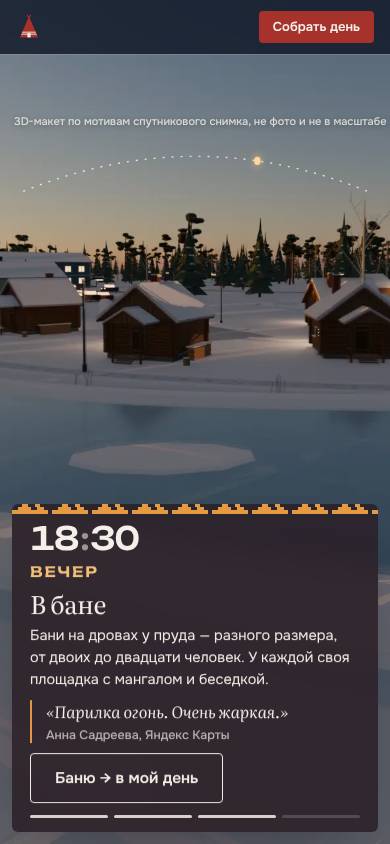 Собрать день
3D-макет по мотивам спутникового снимка, не фото и не в масштабе
18:30
ВЕЧЕР
В бане
Бани на дровах у пруда — разного размера,
от двоих до двадцати человек. У каждой своя
площадка с мангалом и беседкой.
«Парилка огонь. Очень жаркая.»
Анна Садреева, Яндекс Карты
Баню → в мой день